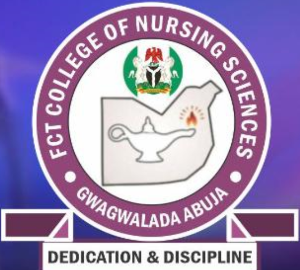 FCT COLLEGE OF NURSING SCIENCES
• GWAGWALADA ABUJA •
DEDICATION & DISCIPLINE